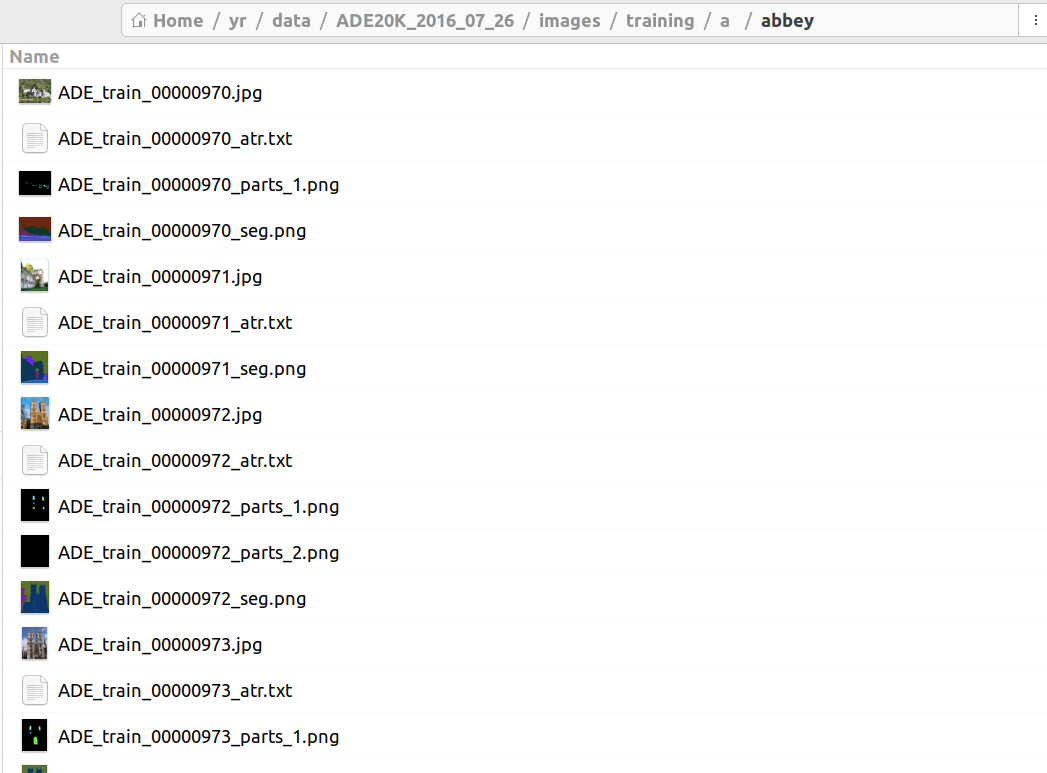 Home / yr / data / ADE20K_2016_07_26 / images / training / a / abbey
Name
ADE_train_00000970.jpg
ADE_train_00000970_atr.txt
ADE_train_00000970_parts_1.png
ADE_train_00000970_seg.png
ADE_train_00000971.jpg
ADE_train_00000971_atr.txt
ADE_train_00000971_seg.png
ADE_train_00000972.jpg
ADE_train_00000972_atr.txt
ADE_train_00000972_parts_1.png
ADE_train_00000972_parts_2.png
ADE_train_00000972_seg.png
ADE_train_00000973.jpg
ADE_train_00000973_atr.txt
ADE_train_00000973_parts_1.png